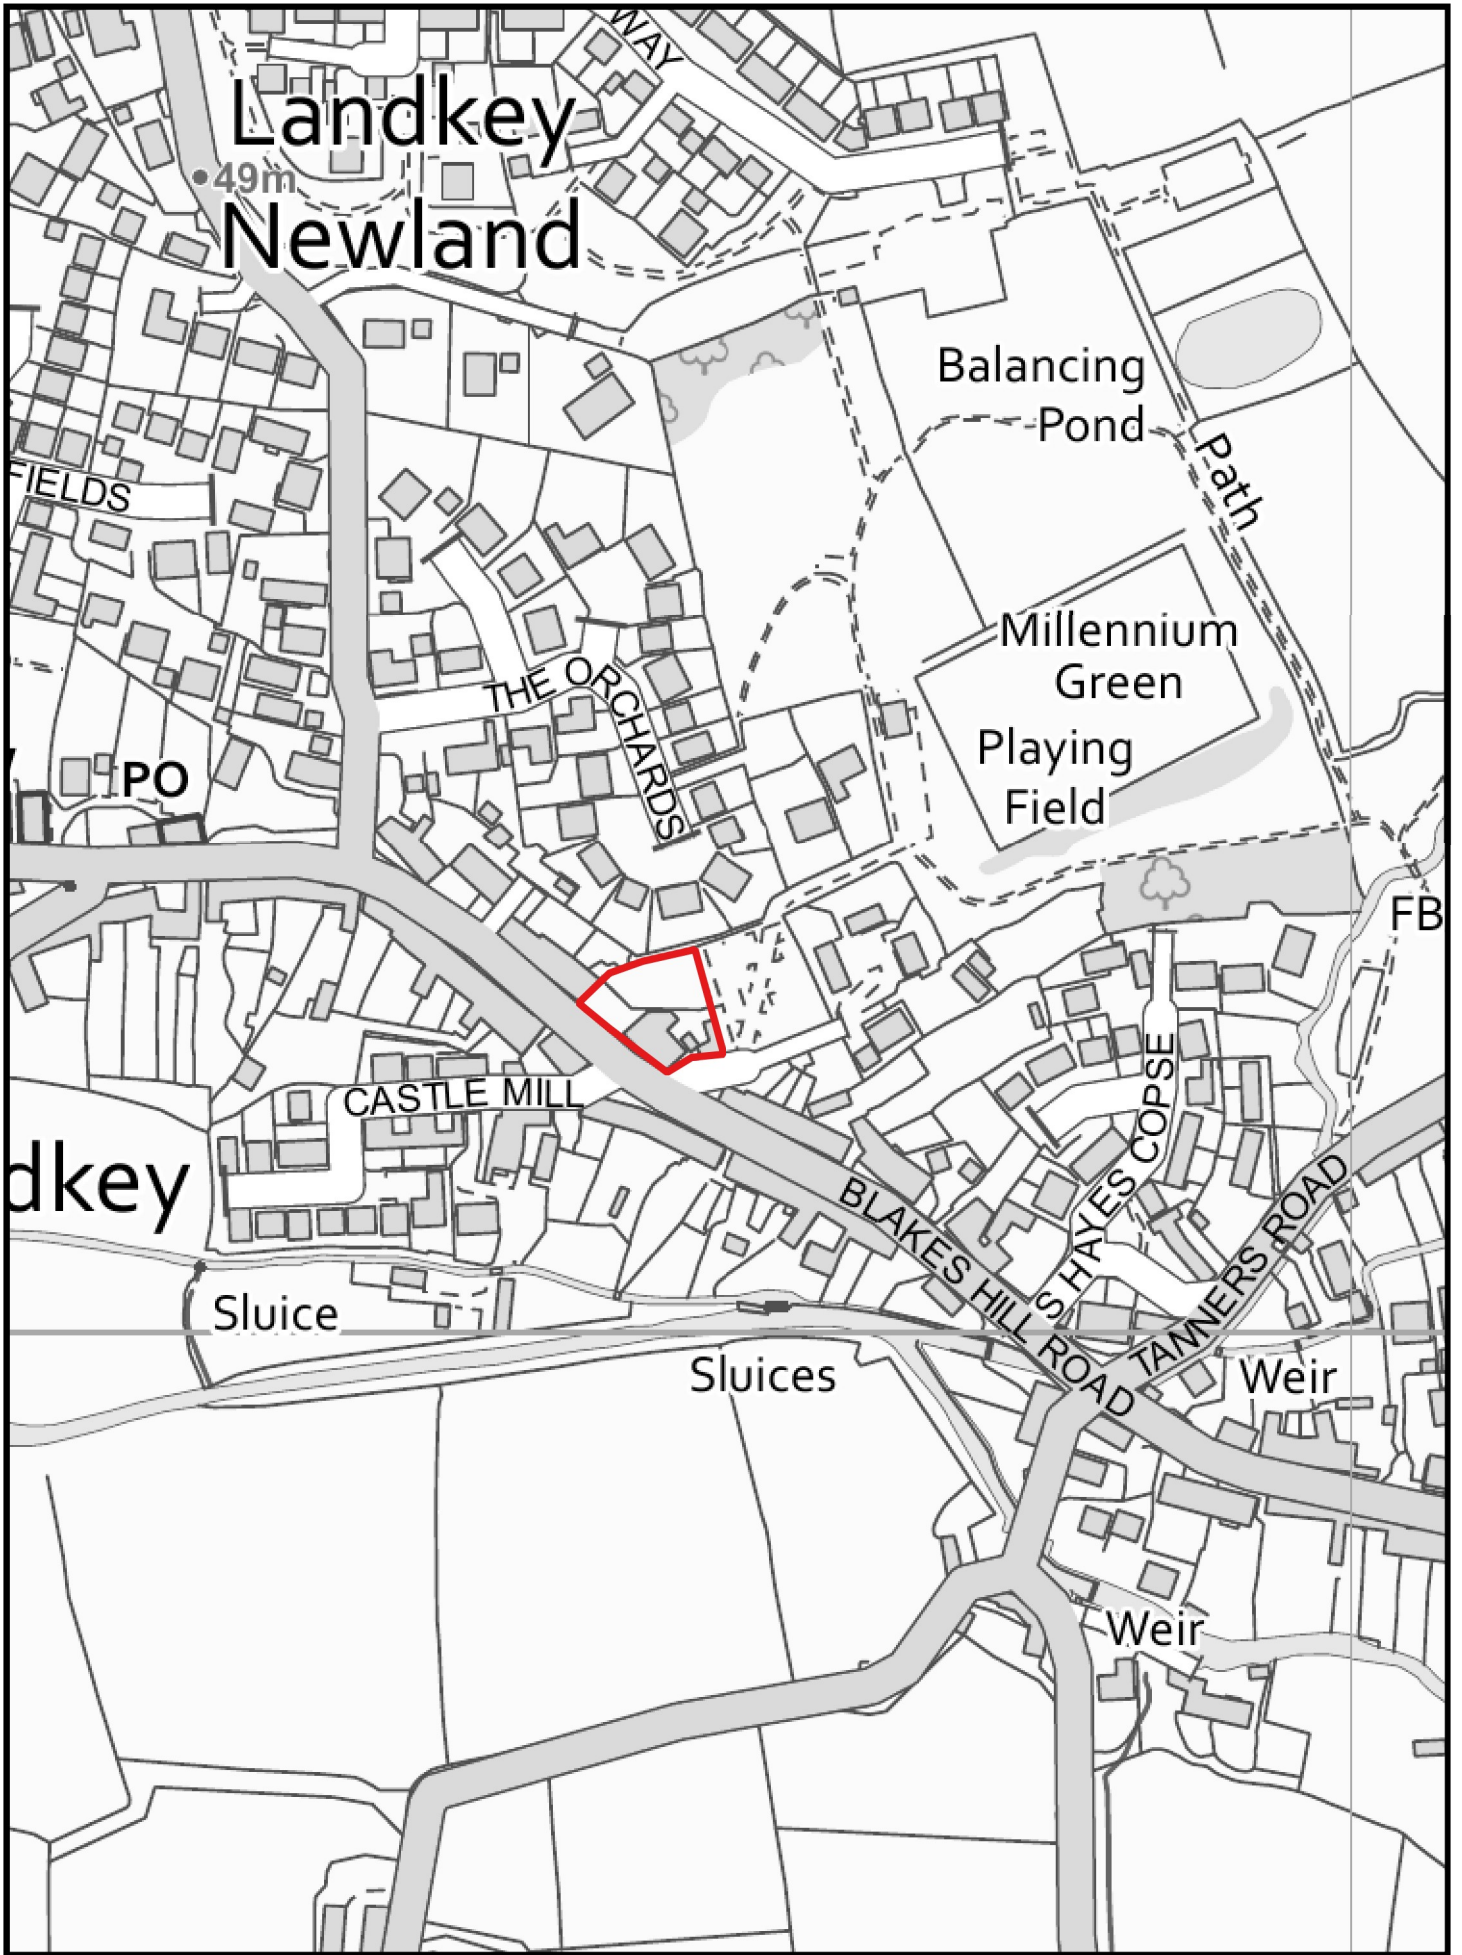 WAY
Landkey
Newland
49m
Balancing
Pond
Path
FIELDS
Millennium
Green
THE ORCHARDS
Playing
Field
PO
FB
CASTLE MILL
S HAYES COPSE
dkey
BLAKES HILL ROAD
TANNERS ROAD
Sluice
Sluices
Weir
Weir